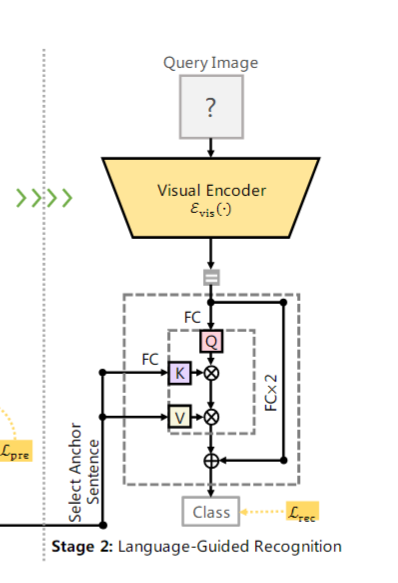 Query Image
?
Visual Encoder
ℰvis(·)
FC
Q
FC
K
V
FC×2
Select Anchor
Sentence
ℒpre
Class
ℒrec
Stage 2: Language-Guided Recognition